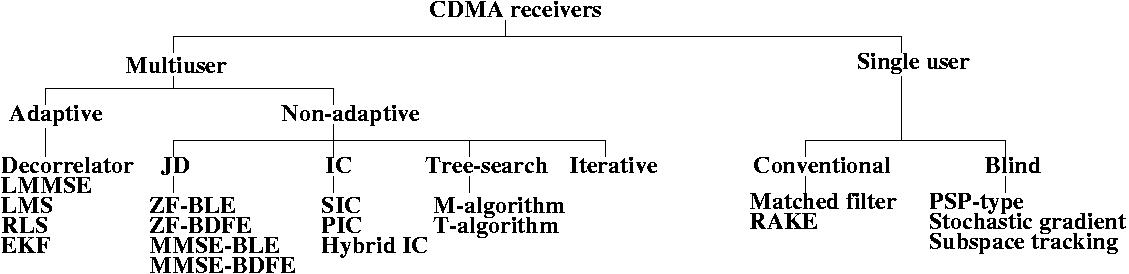 CDMA receivers
Multiuser
Single user
Adaptive
Non-adaptive
Decorrelator
LMMSE
LMS
RLS
EKF
JD
ZF-BLE
ZF-BDFE
MMSE-BLE
MMSE-BDFE
IC
SIC
PIC
Hybrid IC
Tree-search
M-algorithm
T-algorithm
Iterative
Conventional
Matched filter
RAKE
Blind
PSP-type
Stochastic gradient
Subspace tracking